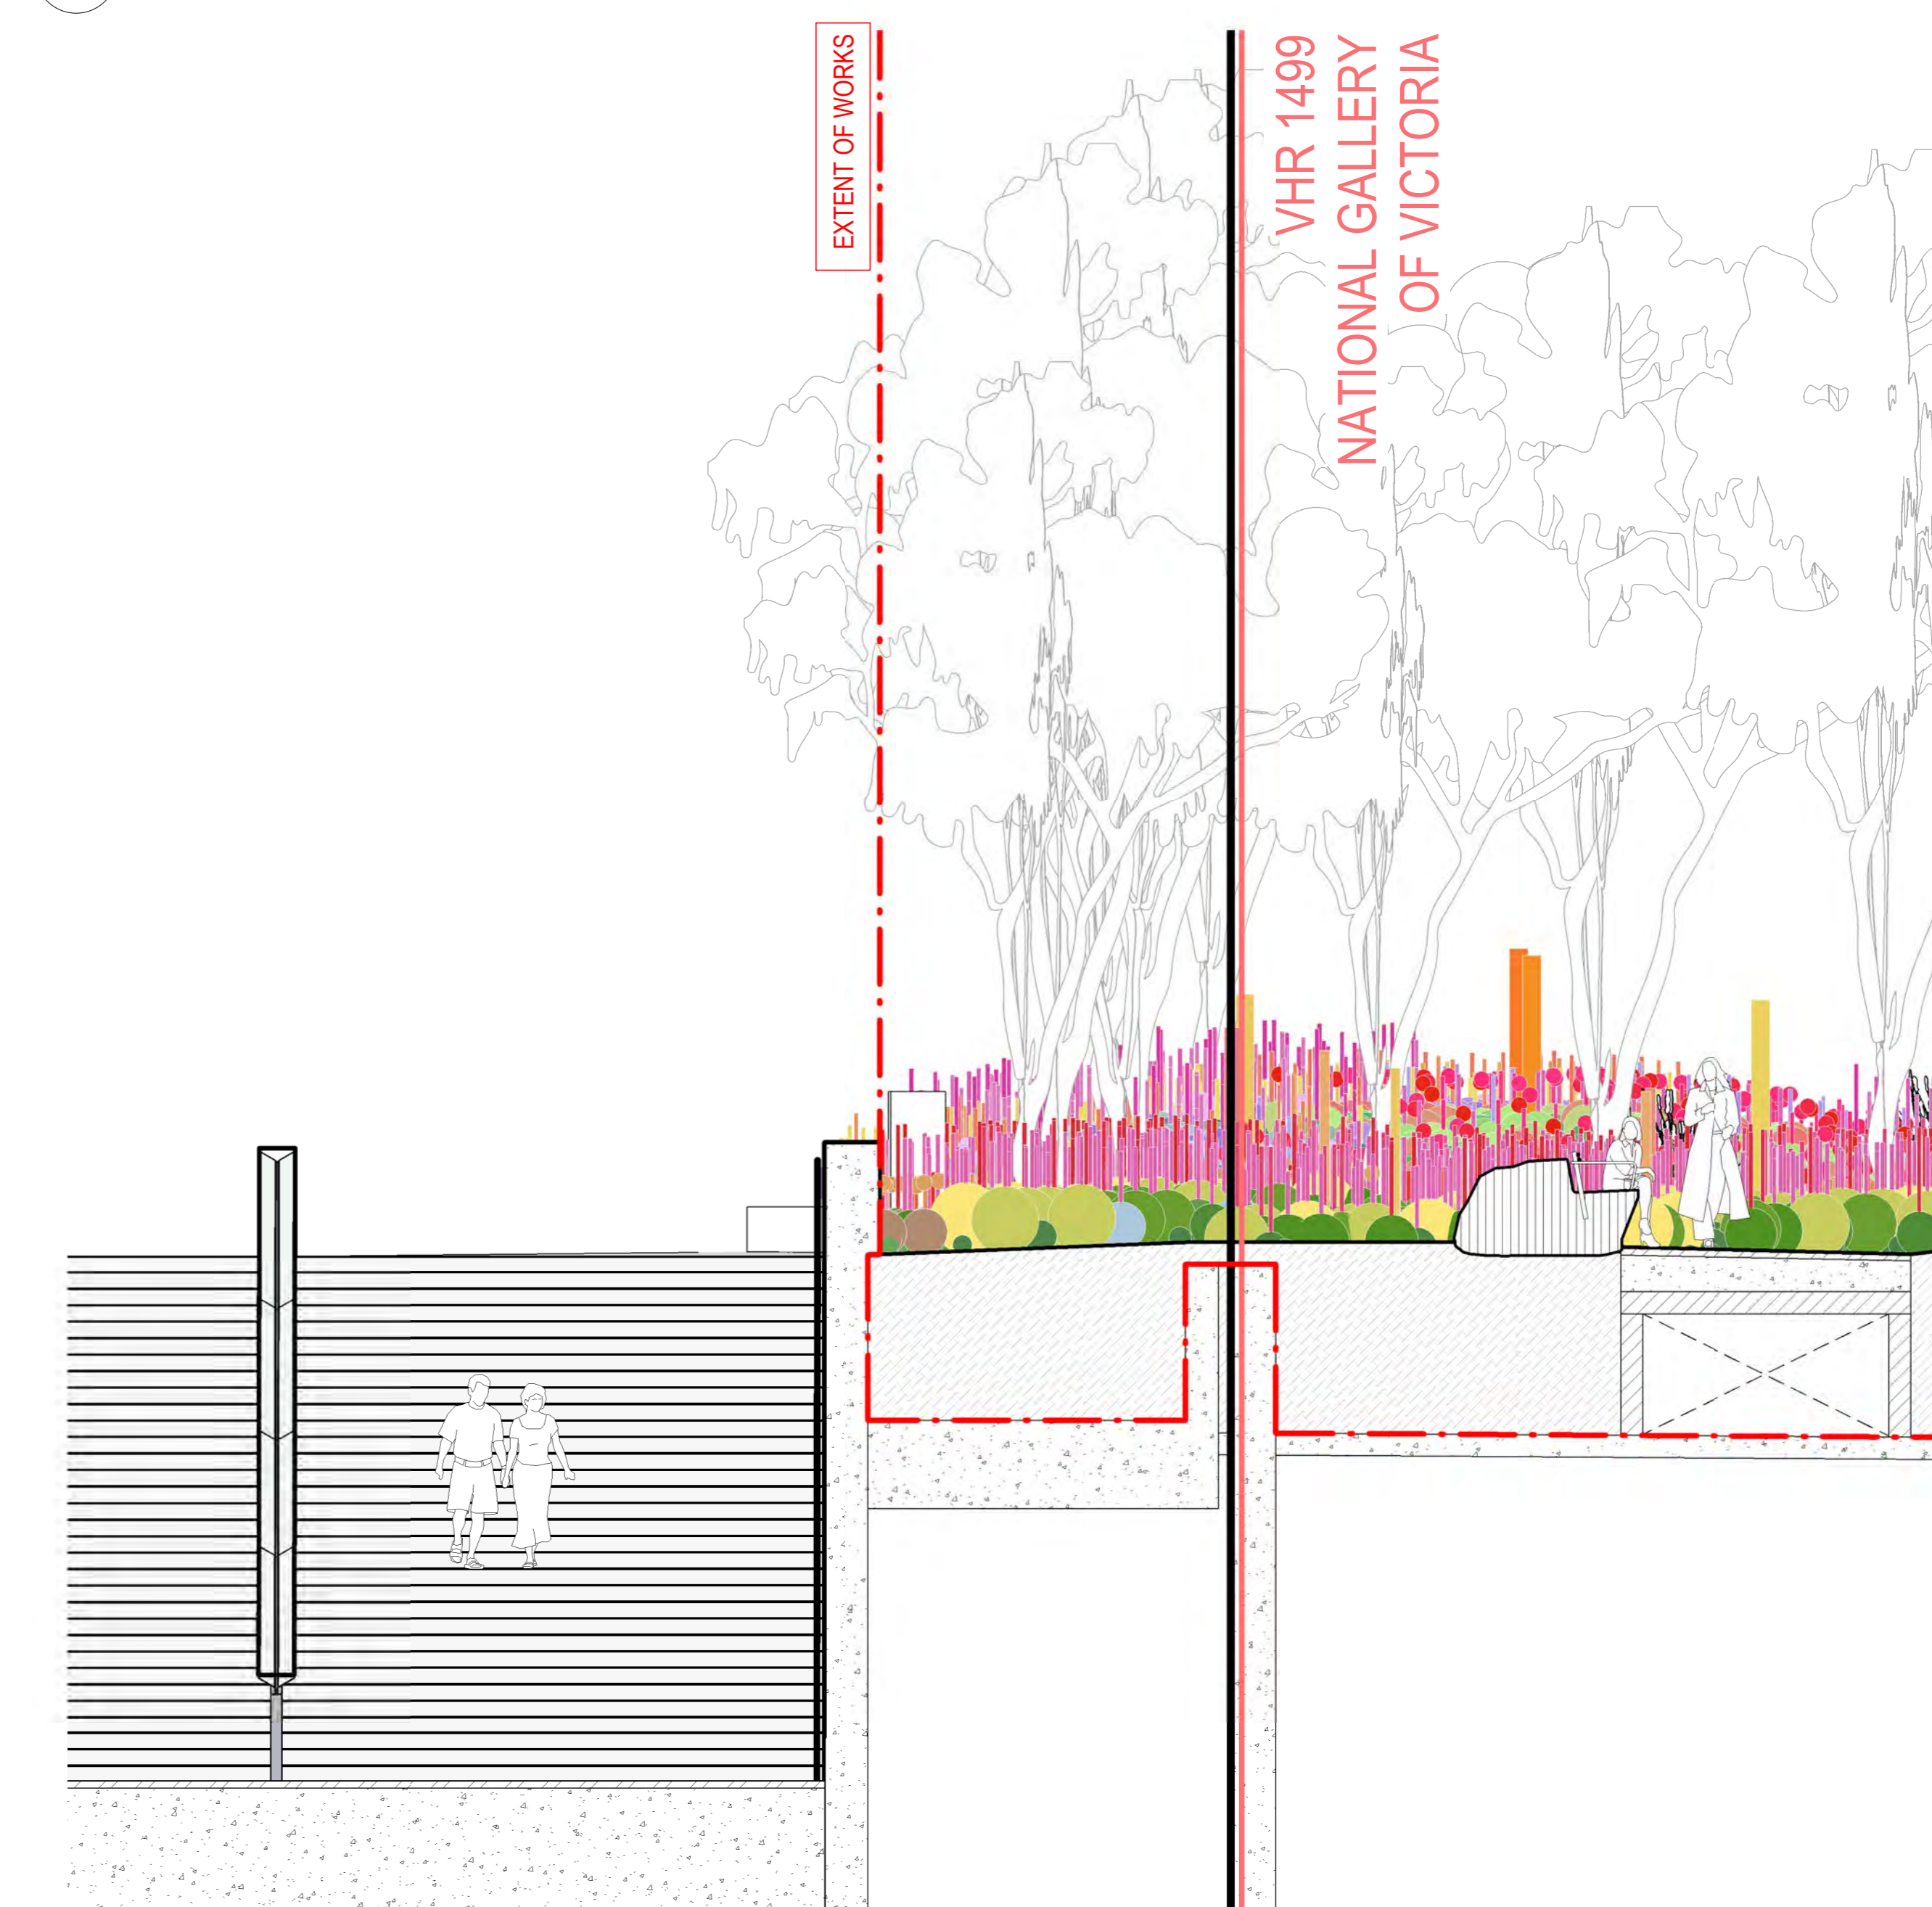 EXTENT OF WORKS
VHR 1499
NATIONAL GALLERY
OF VICTORIA